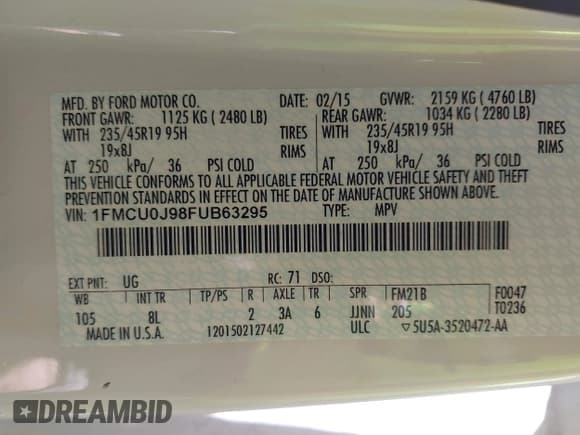 MFD. BY FORD MOTOR CO. DATE: 02/15 GVWR: 2159 KG ( 4760 LB)
FRONT GAWR: 1125 KG ( 2480 LB) REAR GAWR: 1034 KG ( 2280 LB)
WITH 235/45R19 95H TIRES WITH 235/45R19 95H TIRES
19x8J RIMS 19x8J RIMS
AT 250 kPa/ 36 PSI COLD AT 250 kPa/ 36 PSI COLD
THIS VEHICLE CONFORMS TO ALL APPLICABLE FEDERAL MOTOR VEHICLE SAFETY AND THEFT
PREVENTION STANDARDS IN EFFECT ON THE DATE OF MANUFACTURE SHOWN ABOVE.
VIN: 1FMCU0J98FUB63295 TYPE: MPV
EXT PNT: UG RC: 71 DSO:
WB INT TR TP/PS R AXLE TR SPR FM21B F0047
105 8L 2 3A 6 JJNN 205 T0236
MADE IN U.S.A. 1201502127442 ULC ▽5U5A-3520472-AA
DREAMBID